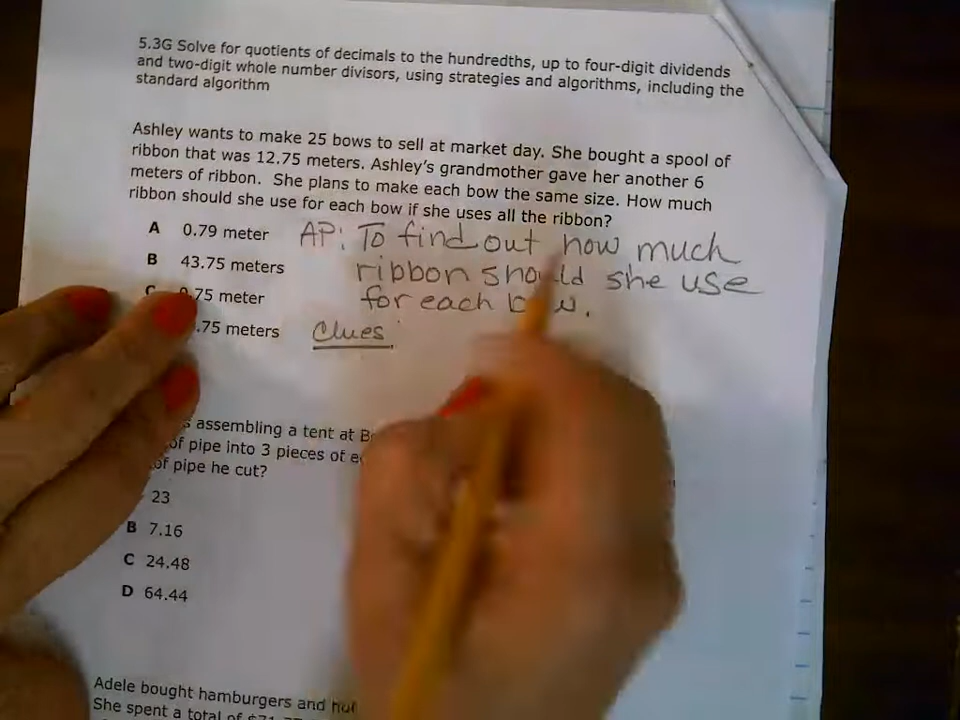 5.3G Solve for quotients of decimals to the hundredths, up to four-digit dividends
and two-digit whole number divisors, using strategies and algorithms, including the
standard algorithm
Ashley wants to make 25 bows to sell at market day. She bought a spool of
ribbon that was 12.75 meters. Ashley's grandmother gave her another 6
meters of ribbon. She plans to make each bow the same size. How much
ribbon should she use for each bow if she uses all the ribbon?
A 0.79 meter
B 43.75 meters
C 0.75 meter
.75 meters
AP: To find out how much
ribbon should she use
for each bow.
Clues
assembling a tent at
of pipe into 3 pieces of
of pipe he cut?
23
B 7.16
C 24.48
D 64.44
Adele bought hamburgers and
She spent a total of